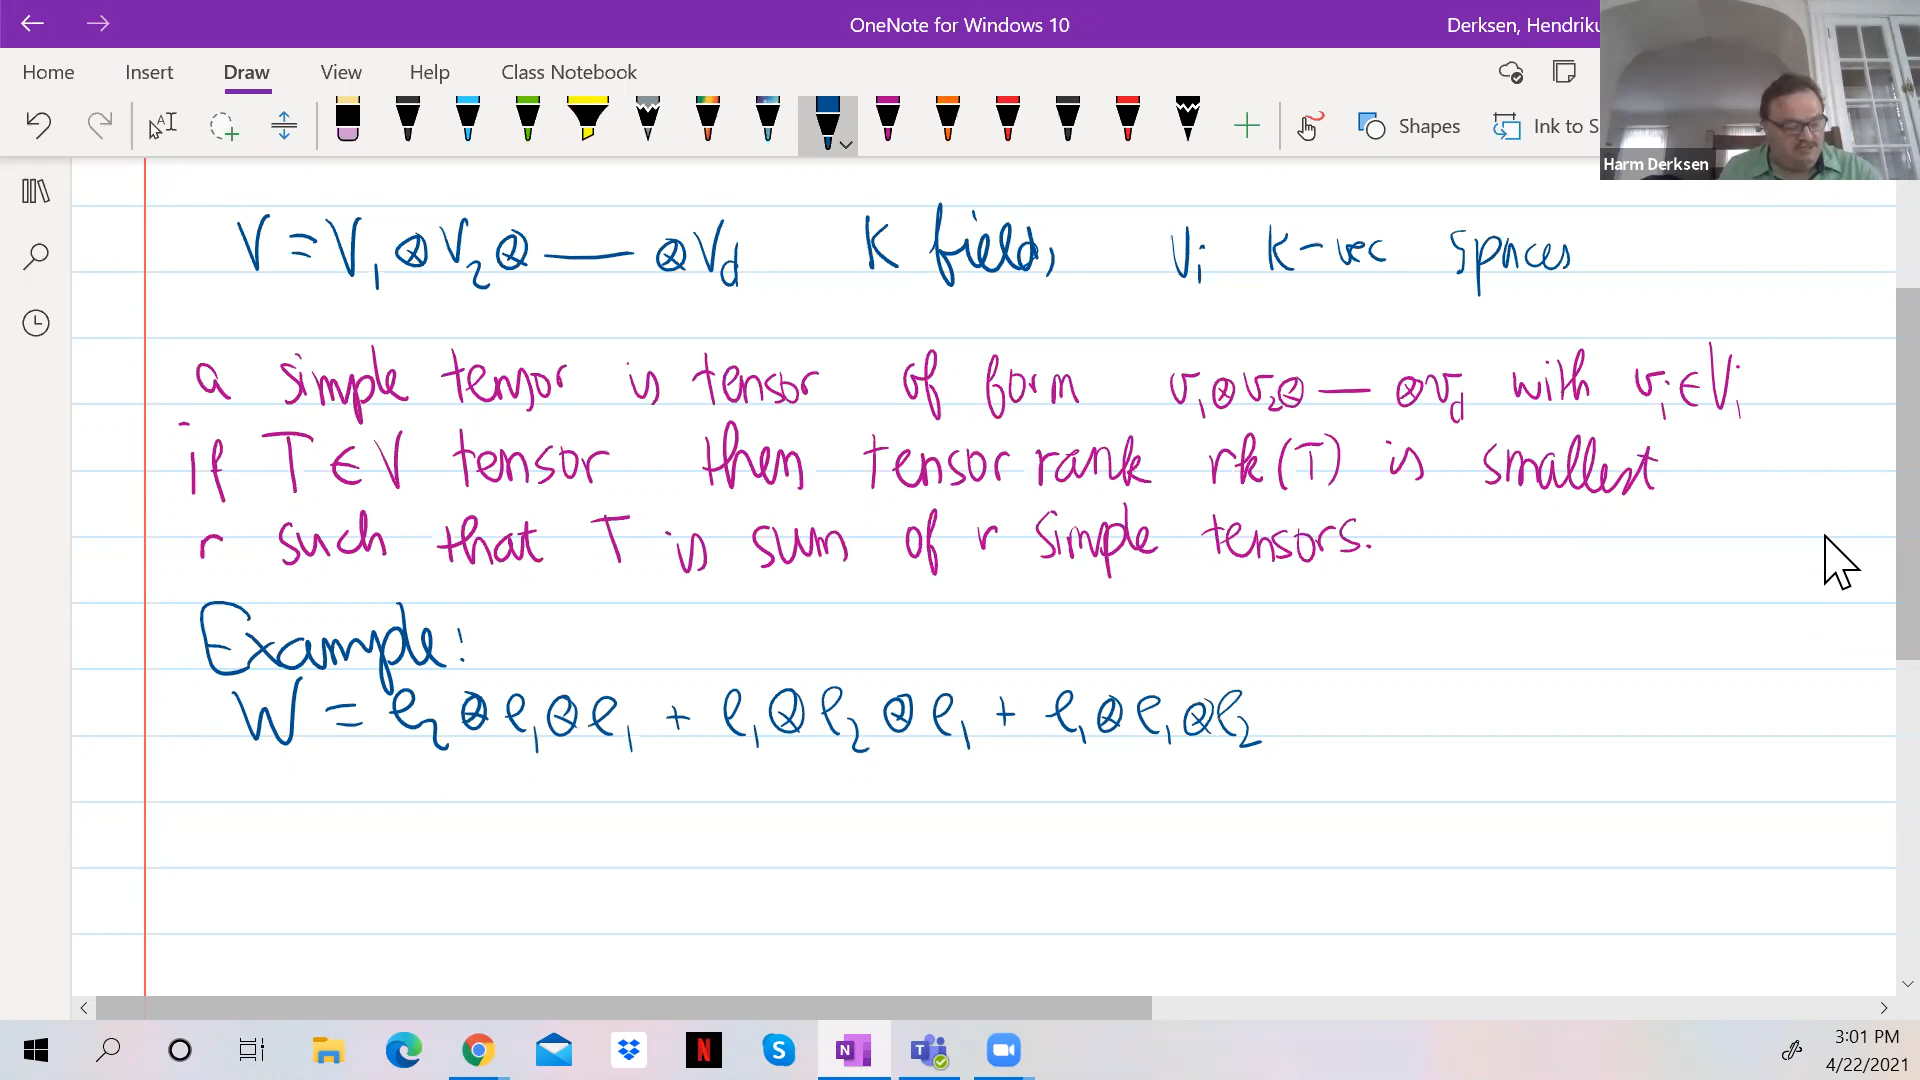 OneNote for Windows 10
Derksen, Hendriku
Home Insert Draw View Help Class Notebook
Shapes Ink to S
Harm Derksen
V = V₁ ⊗ V₂ ⊗ — ⊗ V_d K field, V_i K-vec spaces
a simple tensor is tensor of form v₁ ⊗ v₂ ⊗ — ⊗ v_d with v_i ∈ V_i
if T ∈ V tensor then tensor rank rk(T) is smallest
r such that T is sum of r simple tensors.
Example:
W = e₂ ⊗ e₁ ⊗ e₁ + e₁ ⊗ e₂ ⊗ e₁ + e₁ ⊗ e₁ ⊗ e₂
3:01 PM
4/22/2021